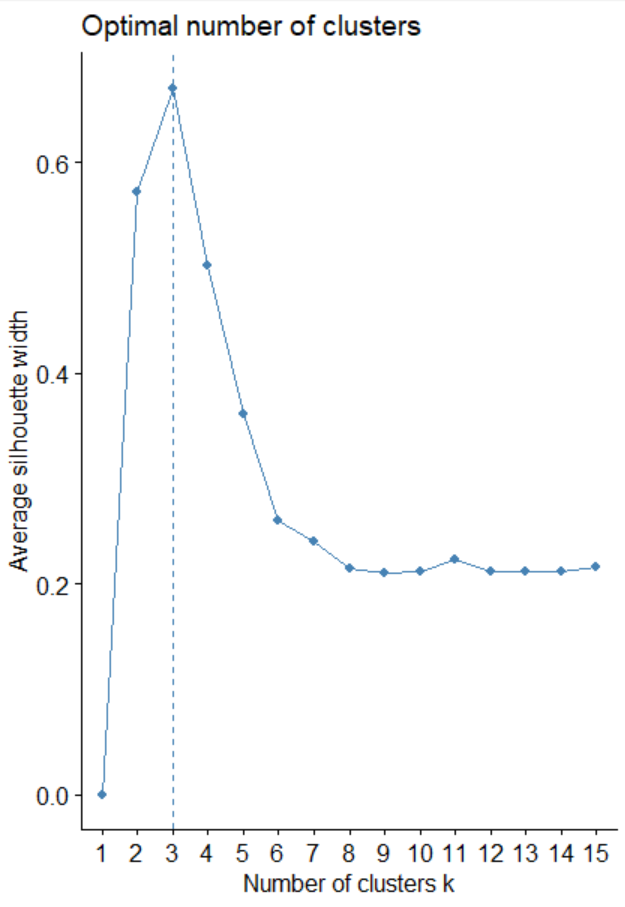 Optimal number of clusters
0.6
0.4
0.2
0.0
Average silhouette width
1 2 3 4 5 6 7 8 9 10 11 12 13 14 15
Number of clusters k